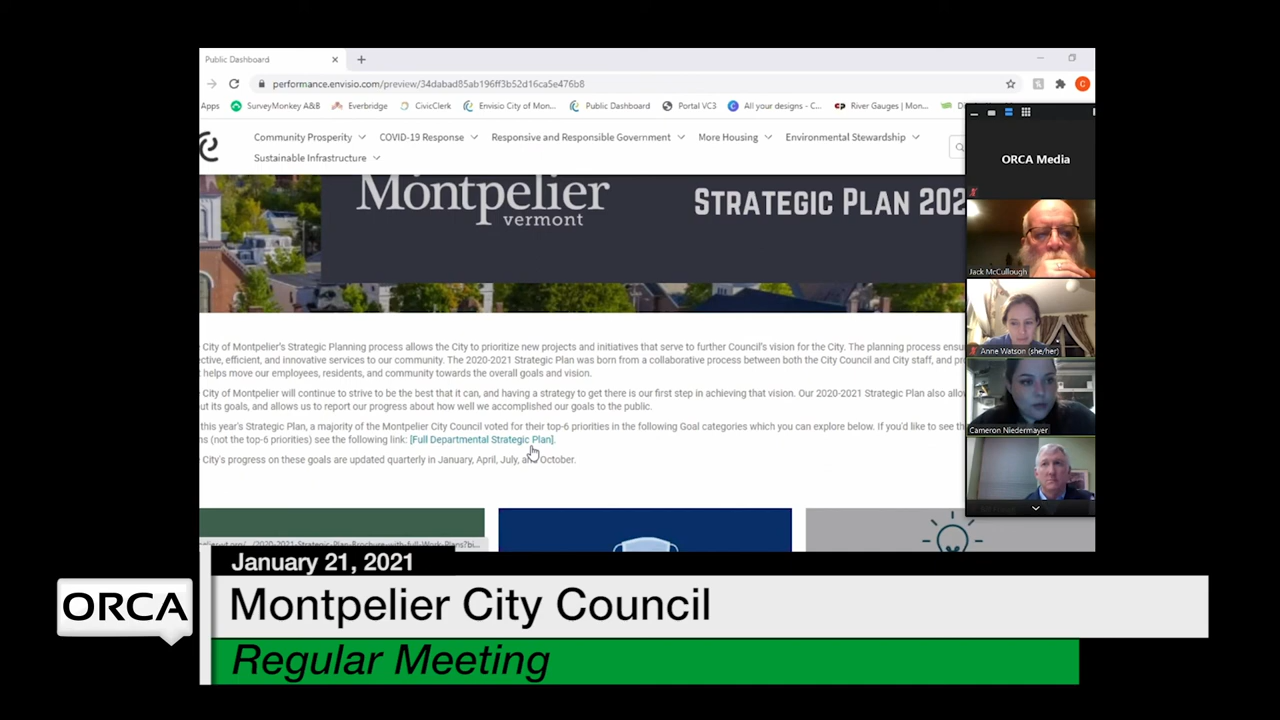 Public Dashboard
performance.envisio.com/preview/34dabad85ab196ff3b52d16ca5e476b8
Apps SurveyMonkey A&B Everbridge CivicClerk Envisio City of Mon... Public Dashboard Portal VC3 All your designs - C... River Gauges | Mon...
Community Prosperity COVID-19 Response Responsive and Responsible Government More Housing Environmental Stewardship
Sustainable Infrastructure
ORCA Media
Montpelier
vermont
STRATEGIC PLAN 202
Jack McCullough
Anne Watson (she/her)
Cameron Niedermayer
City of Montpelier's Strategic Planning process allows the City to prioritize new projects and initiatives that serve to further Council's vision for the City. The planning process ensu
ctive, efficient, and innovative services to our community. The 2020-2021 Strategic Plan was born from a collaborative process between both the City Council and City staff, and pr
t helps move our employees, residents, and community towards the overall goals and vision.
City of Montpelier will continue to strive to be the best that it can, and having a strategy to get there is our first step in achieving that vision. Our 2020-2021 Strategic Plan also allow
ut its goals, and allows us to report our progress about how well we accomplished our goals to the public.
this year's Strategic Plan, a majority of the Montpelier City Council voted for their top-6 priorities in the following Goal categories which you can explore below. If you'd like to see th
ns (not the top-6 priorities) see the following link: [Full Departmental Strategic Plan].
City's progress on these goals are updated quarterly in January, April, July, and October.
January 21, 2021
ORCA
Montpelier City Council
Regular Meeting